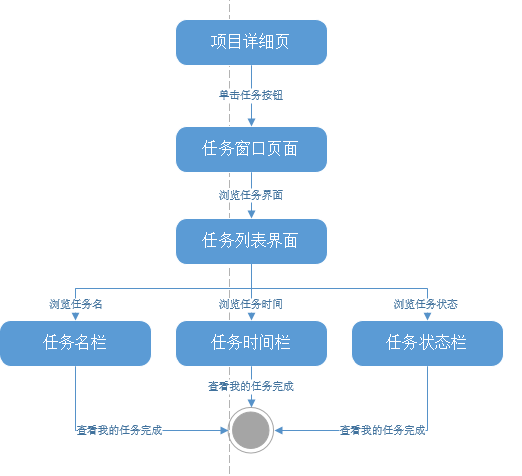 项目详细页
单击任务按钮
任务窗口页面
浏览任务界面
任务列表界面
浏览任务名
浏览任务时间
浏览任务状态
任务名栏
任务时间栏
任务状态栏
查看我的任务完成
查看我的任务完成
查看我的任务完成